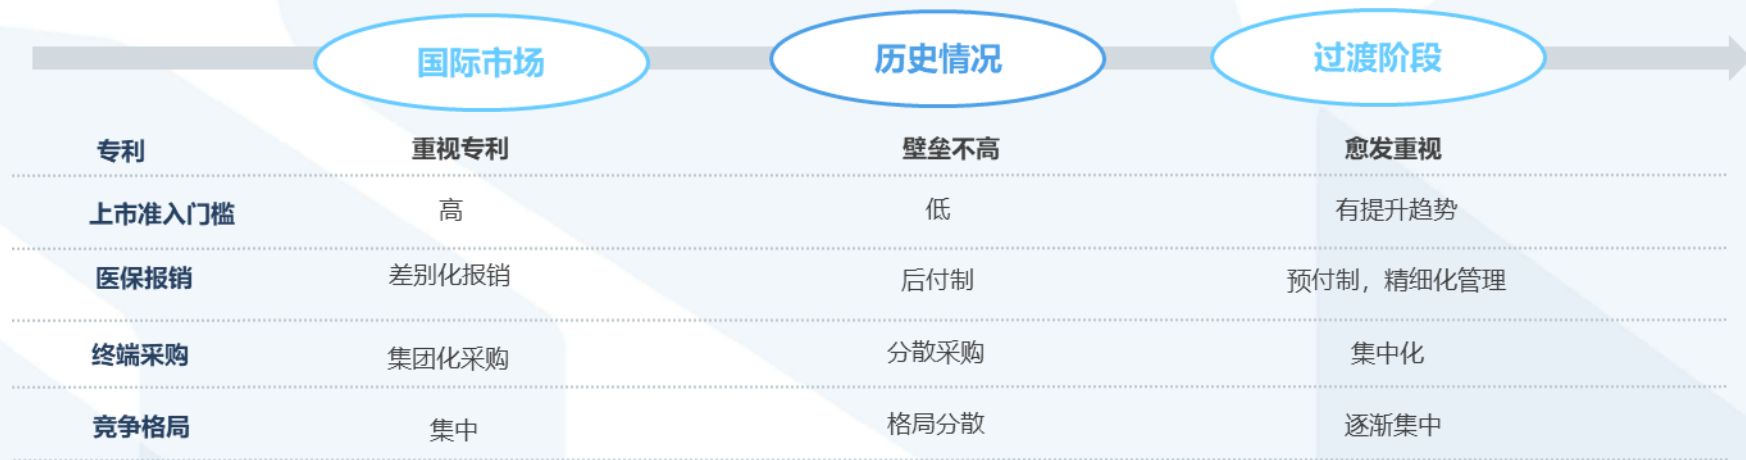 国际市场 历史情况 过渡阶段
专利 重视专利 壁垒不高 愈发重视
上市准入门槛 高 低 有提升趋势
医保报销 差别化报销 后付制 预付制，精细化管理
终端采购 集团化采购 分散采购 集中化
竞争格局 集中 格局分散 逐渐集中